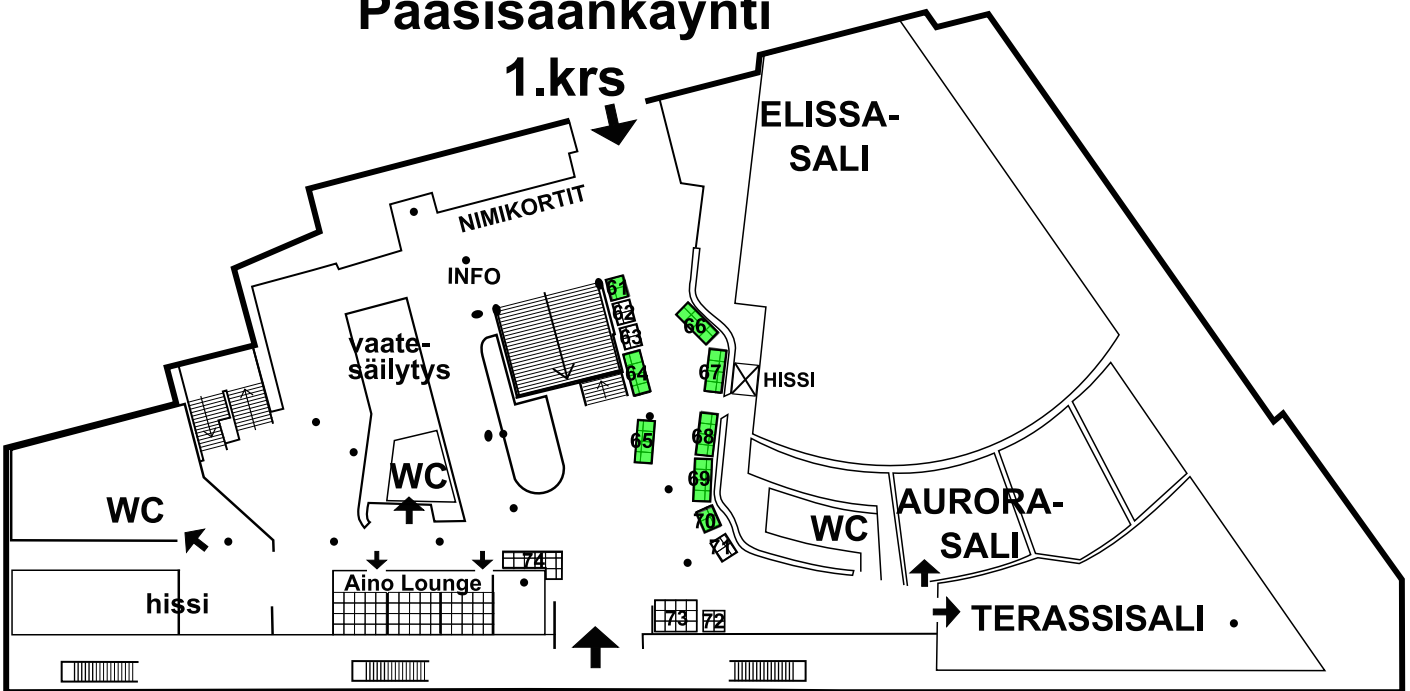 Pääsisäänkäynti
1.krs
ELISSA-
SALI
NIMIKORTIT
INFO
61
62
63
64
65
66
67
HISSI
68
69
70
71
vaate-
säilytys
WC
WC
WC
AURORA-
SALI
TERASSISALI
74
Aino Lounge
hissi
73
72